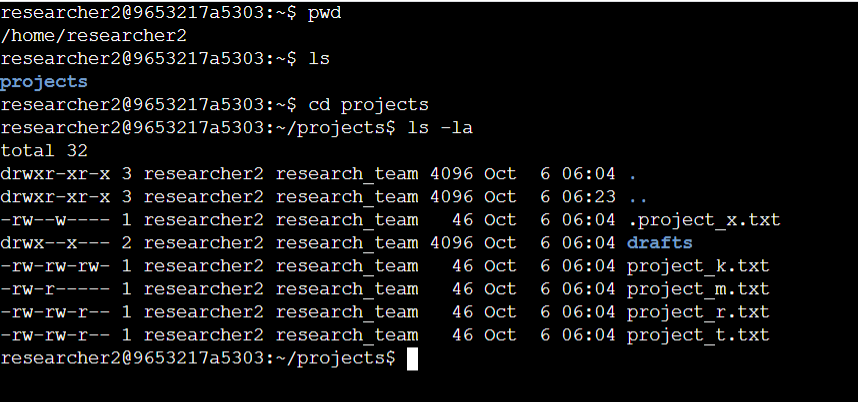 researcher2@9653217a5303:~$ pwd
/home/researcher2
researcher2@9653217a5303:~$ ls
projects
researcher2@9653217a5303:~$ cd projects
researcher2@9653217a5303:~/projects$ ls -la
total 32
drwxr-xr-x 3 researcher2 research_team 4096 Oct  6 06:04 .
drwxr-xr-x 3 researcher2 research_team 4096 Oct  6 06:23 ..
-rw--w---- 1 researcher2 research_team   46 Oct  6 06:04 .project_x.txt
drwx--x--- 2 researcher2 research_team 4096 Oct  6 06:04 drafts
-rw-rw-rw- 1 researcher2 research_team   46 Oct  6 06:04 project_k.txt
-rw-r----- 1 researcher2 research_team   46 Oct  6 06:04 project_m.txt
-rw-rw-r-- 1 researcher2 research_team   46 Oct  6 06:04 project_r.txt
-rw-rw-r-- 1 researcher2 research_team   46 Oct  6 06:04 project_t.txt
researcher2@9653217a5303:~/projects$